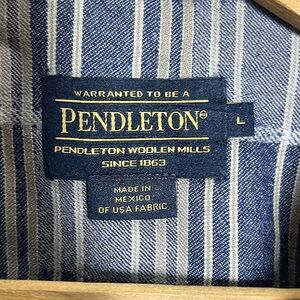 WARRANTED TO BE A
PENDLETON®
L
PENDLETON WOOLEN MILLS
SINCE 1863
MADE IN
MEXICO
OF USA FABRIC